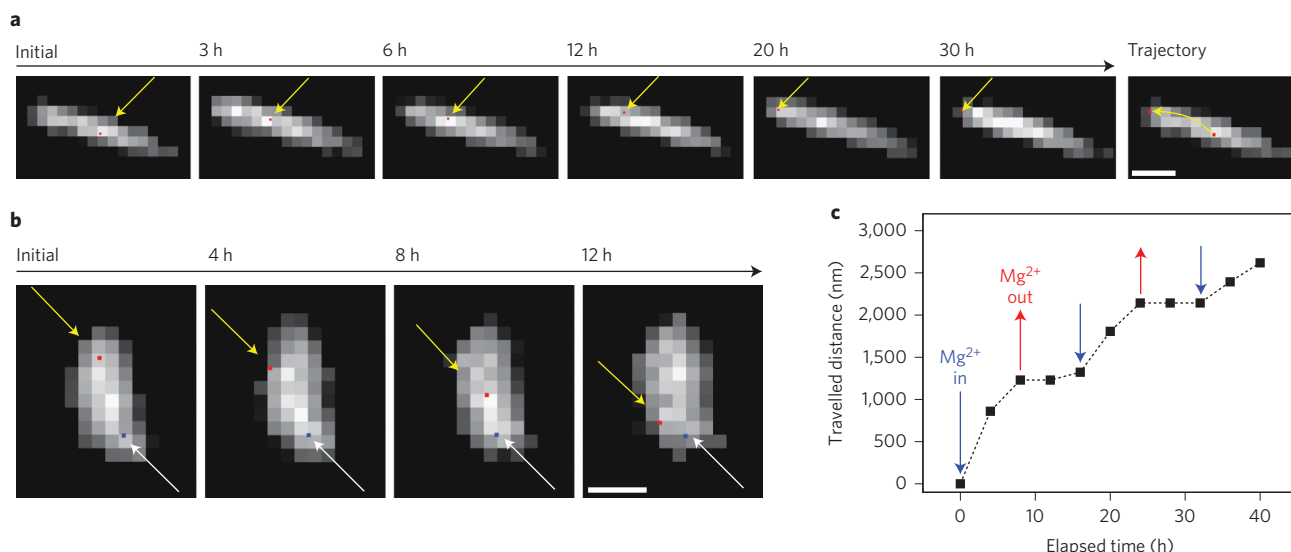 a
Initial 3 h 6 h 12 h 20 h 30 h Trajectory
b
Initial 4 h 8 h 12 h
c
3,000
2,500
2,000
1,500
1,000
500
0
Travelled distance (nm)
Mg²⁺
in
Mg²⁺
out
0 10 20 30 40
Elapsed time (h)